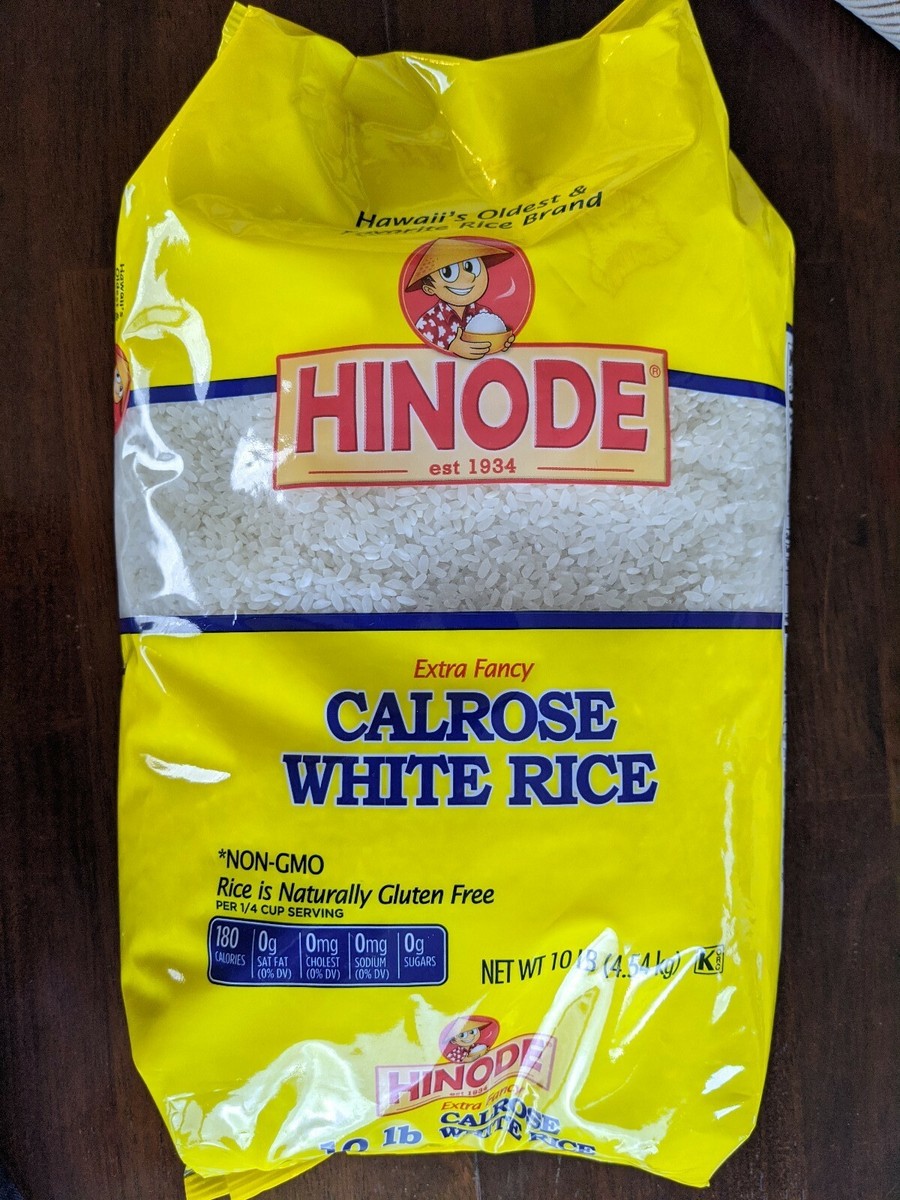 Hawaii's Oldest &
Favorite Rice Brand
Hawaii's
HINODE®
est 1934
Extra Fancy
CALROSE
WHITE RICE
*NON-GMO
Rice is Naturally Gluten Free
PER 1/4 CUP SERVING
180
CALORIES
0g
SAT FAT
(0% DV)
0mg
CHOLEST
(0% DV)
0mg
SODIUM
(0% DV)
0g
SUGARS
NET WT 10 LB (4.54 kg)
K
HINODE
est 1934
Extra Fancy
CALROSE
WHITE RICE
10 lb